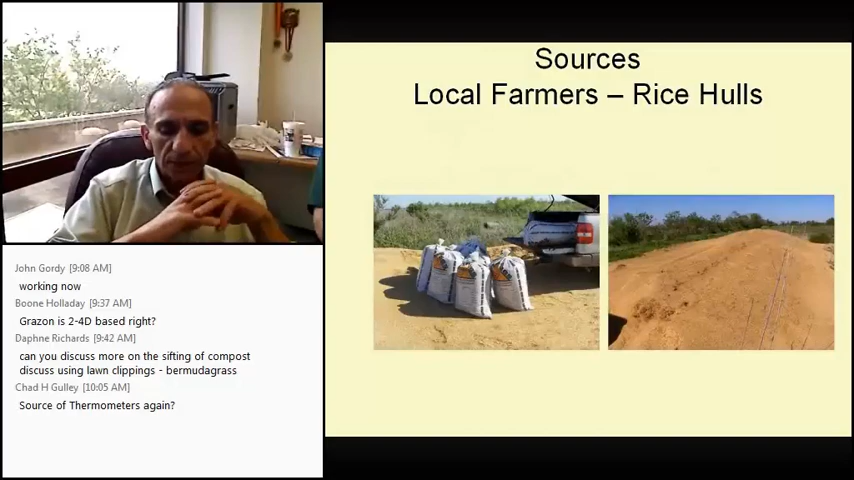 Sources
Local Farmers – Rice Hulls
John Gordy [9:08 AM]
working now
Boone Holladay [9:37 AM]
Grazon is 2-4D based right?
Daphne Richards [9:42 AM]
can you discuss more on the sifting of compost
discuss using lawn clippings - bermudagrass
Chad H Gulley [10:05 AM]
Source of Thermometers again?